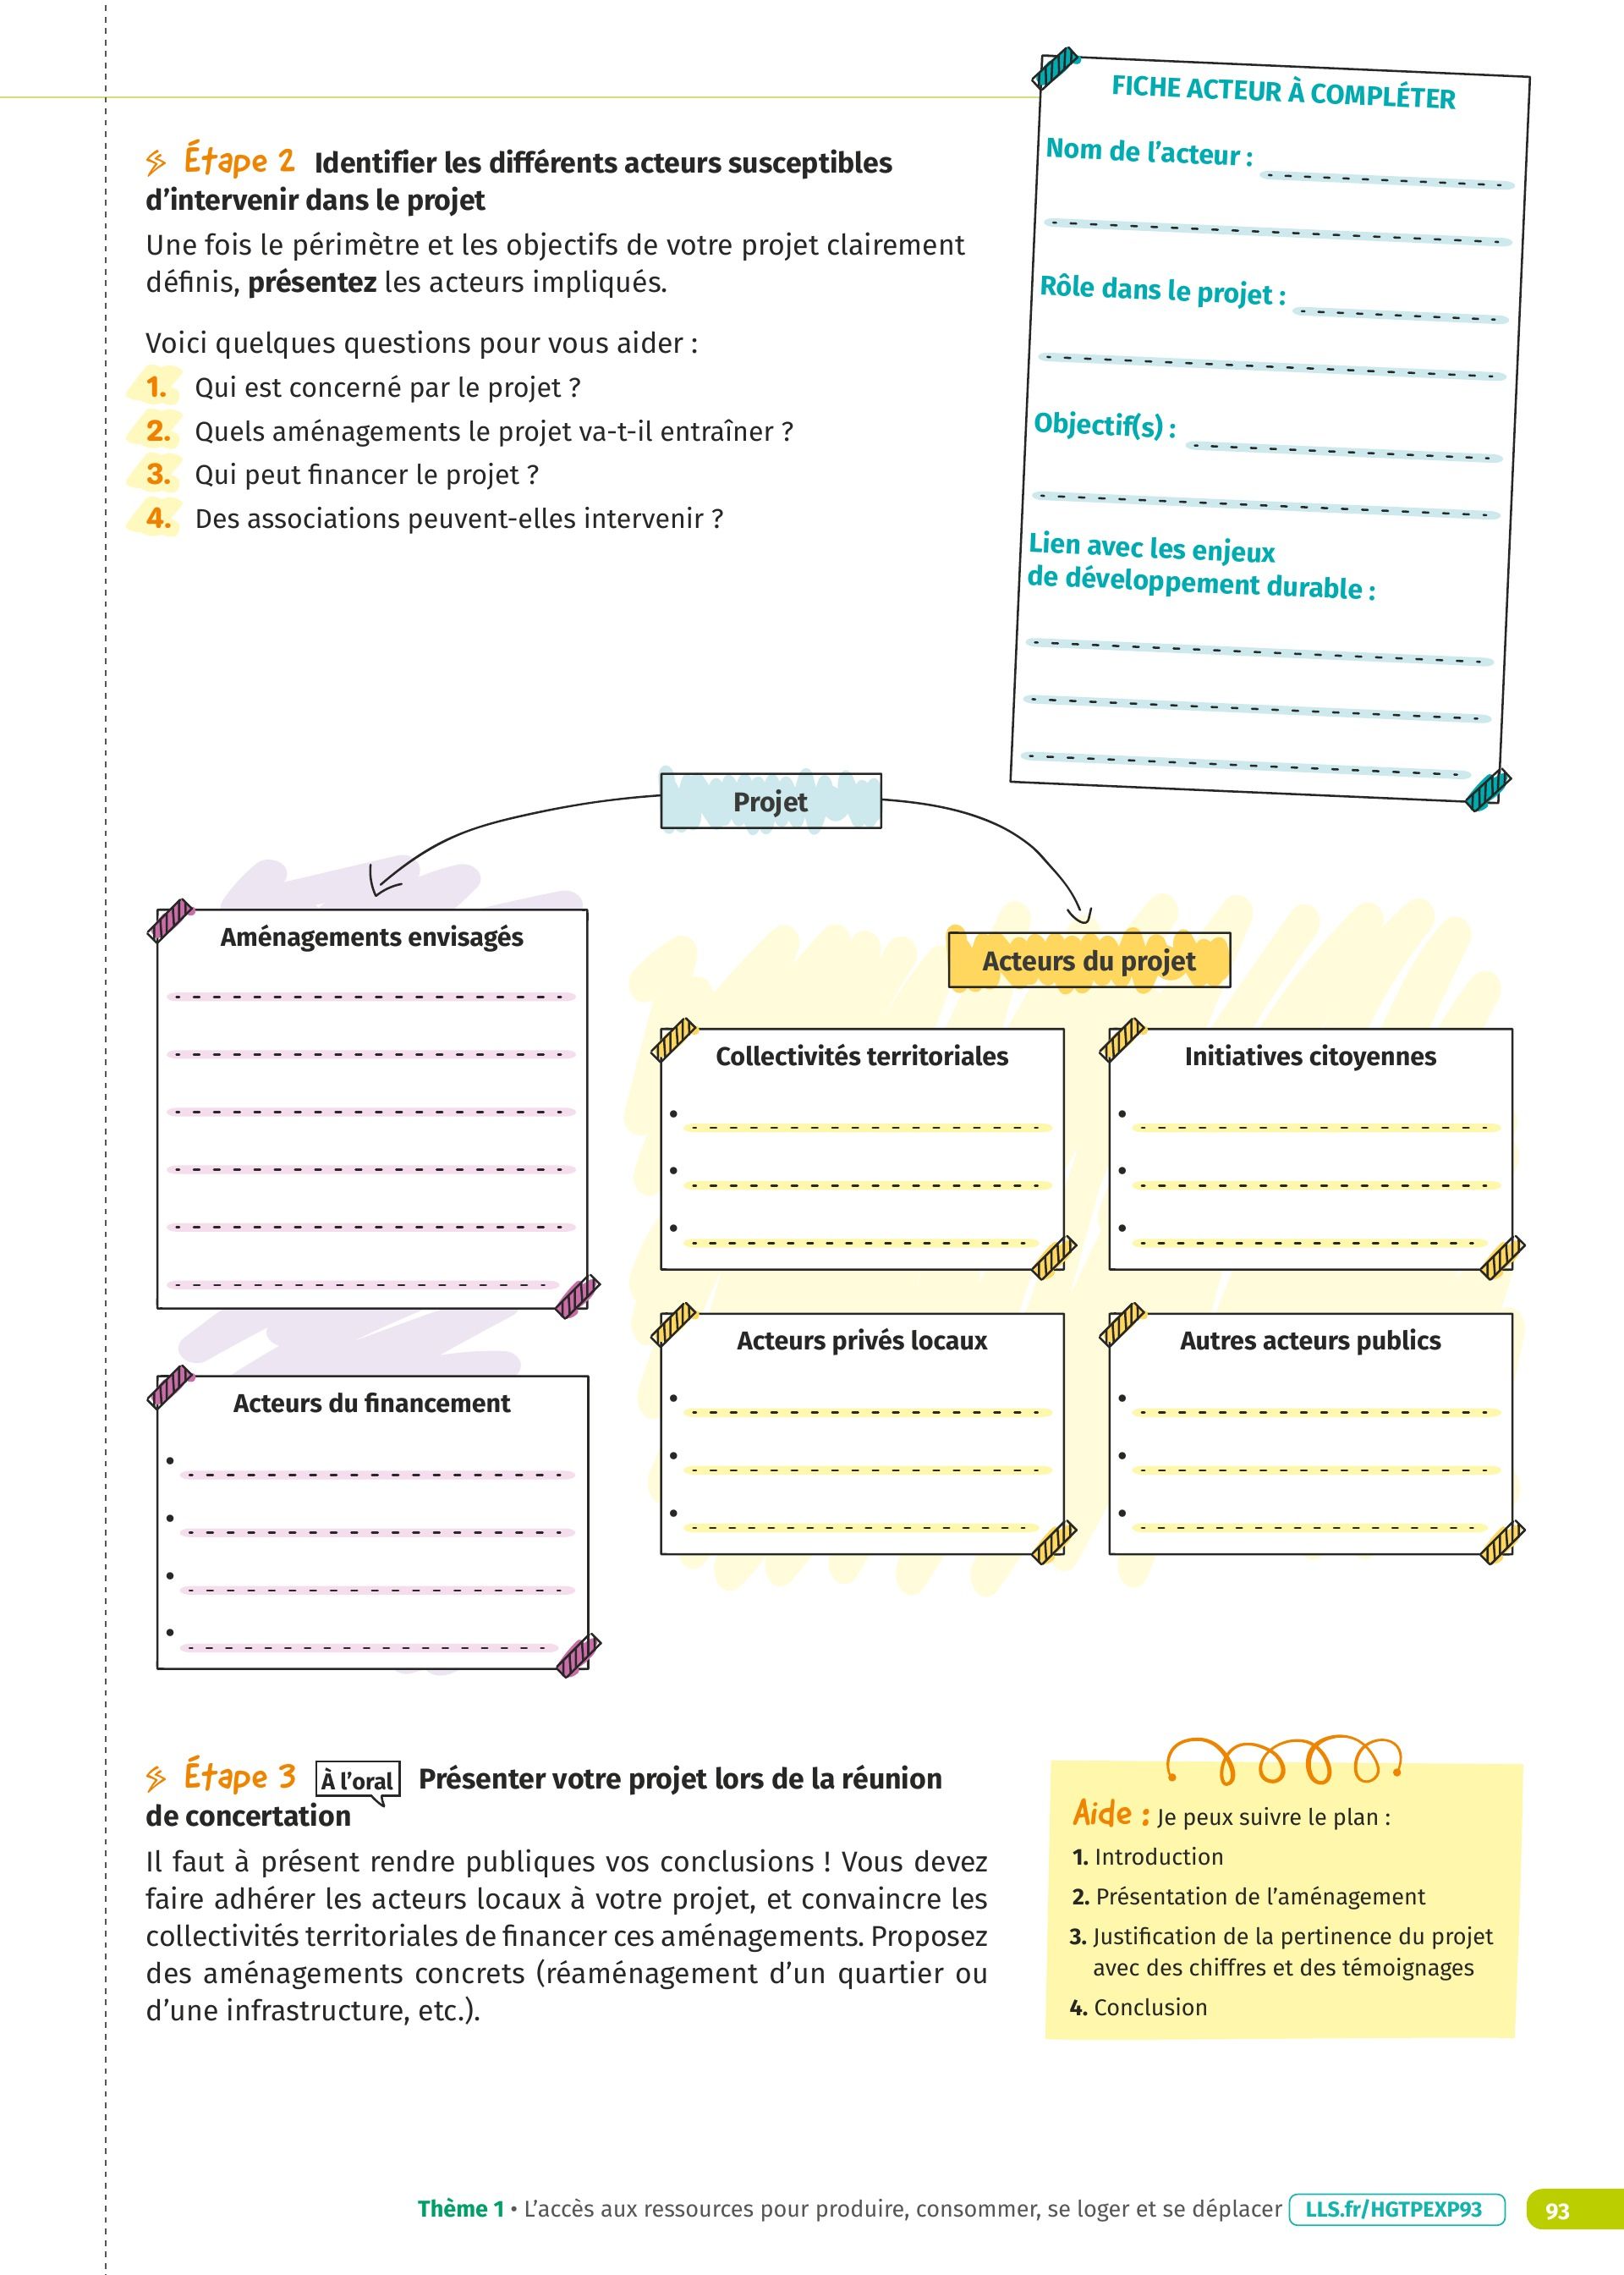 Étape 2 Identifier les différents acteurs susceptibles
d'intervenir dans le projet
Une fois le périmètre et les objectifs de votre projet clairement
définis, présentez les acteurs impliqués.
Voici quelques questions pour vous aider :
1. Qui est concerné par le projet ?
2. Quels aménagements le projet va-t-il entraîner ?
3. Qui peut financer le projet ?
4. Des associations peuvent-elles intervenir ?
FICHE ACTEUR À COMPLÉTER
Nom de l'acteur :
Rôle dans le projet :
Objectif(s) :
Lien avec les enjeux
de développement durable :
Projet
Aménagements envisagés
Acteurs du financement
Acteurs du projet
Collectivités territoriales
Initiatives citoyennes
Acteurs privés locaux
Autres acteurs publics
Étape 3 À l'oral Présenter votre projet lors de la réunion
de concertation
Il faut à présent rendre publiques vos conclusions ! Vous devez
faire adhérer les acteurs locaux à votre projet, et convaincre les
collectivités territoriales de financer ces aménagements. Proposez
des aménagements concrets (réaménagement d'un quartier ou
d'une infrastructure, etc.).
Aide : Je peux suivre le plan :
1. Introduction
2. Présentation de l'aménagement
3. Justification de la pertinence du projet
avec des chiffres et des témoignages
4. Conclusion
Thème 1 • L'accès aux ressources pour produire, consommer, se loger et se déplacer LLS.fr/HGTPEXP93 93